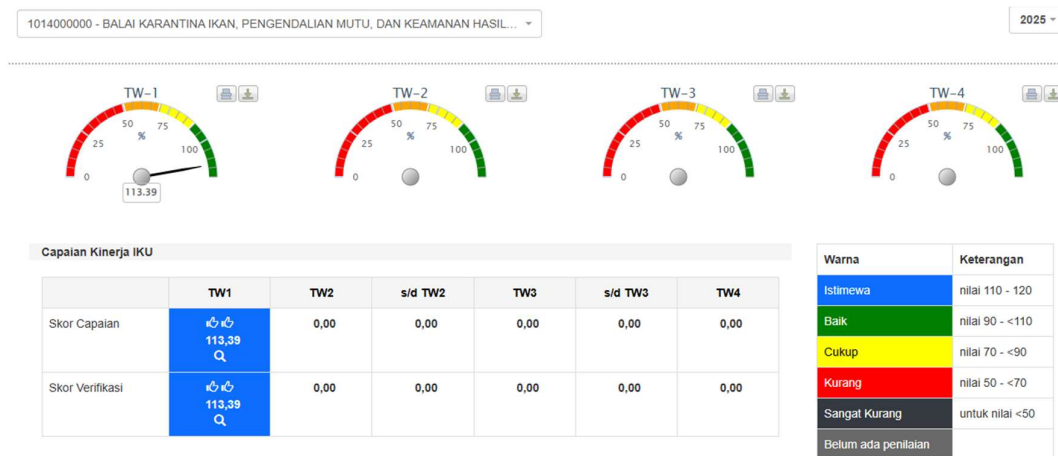 1014000000 - BALAI KARANTINA IKAN, PENGENDALIAN MUTU, DAN KEAMANAN HASIL...
2025
TW-1
0 25 50 75 100
%
113.39
TW-2
0 25 50 75 100
%
TW-3
0 25 50 75 100
%
TW-4
0 25 50 75 100
%
Capaian Kinerja IKU
TW1 TW2 s/d TW2 TW3 s/d TW3 TW4
Skor Capaian 113,39 0,00 0,00 0,00 0,00 0,00
Skor Verifikasi 113,39 0,00 0,00 0,00 0,00 0,00
Warna Keterangan
Istimewa nilai 110 - 120
Baik nilai 90 - <110
Cukup nilai 70 - <90
Kurang nilai 50 - <70
Sangat Kurang untuk nilai <50
Belum ada penilaian